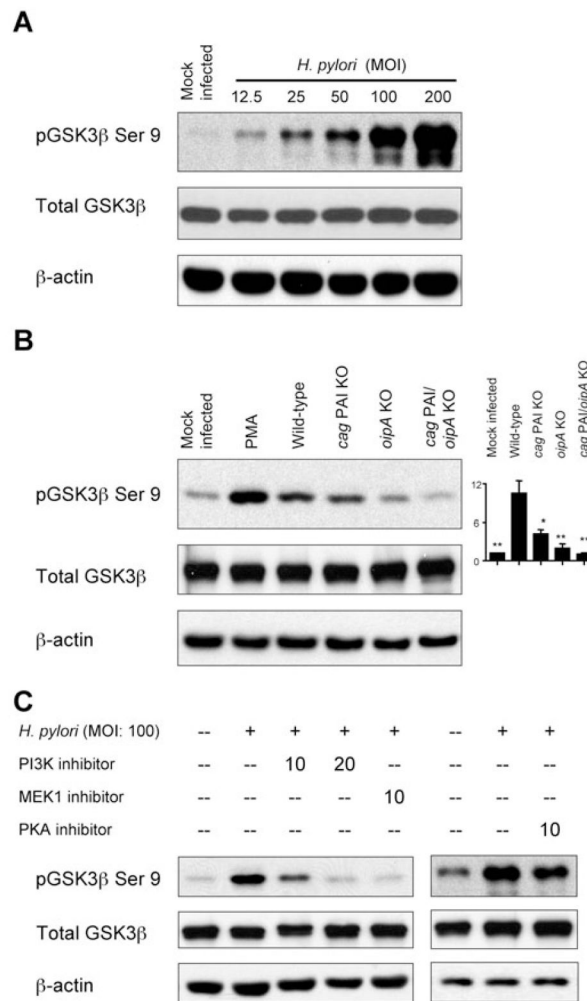 A
Mock infected
H. pylori (MOI)
12.5 25 50 100 200
pGSK3β Ser 9
Total GSK3β
β-actin
B
Mock infected
PMA
Wild-type
cag PAI KO
oipA KO
cag PAI/ oipA KO
pGSK3β Ser 9
Total GSK3β
β-actin
Mock infected
Wild-type
cag PAI KO
oipA KO
cag PAI/oipA KO
12
6
0
** * ** **
C
H. pylori (MOI: 100) -- + + + + -- + +
PI3K inhibitor -- -- 10 20 -- -- -- --
MEK1 inhibitor -- -- -- -- 10 -- -- --
PKA inhibitor -- -- -- -- -- -- -- 10
pGSK3β Ser 9
Total GSK3β
β-actin